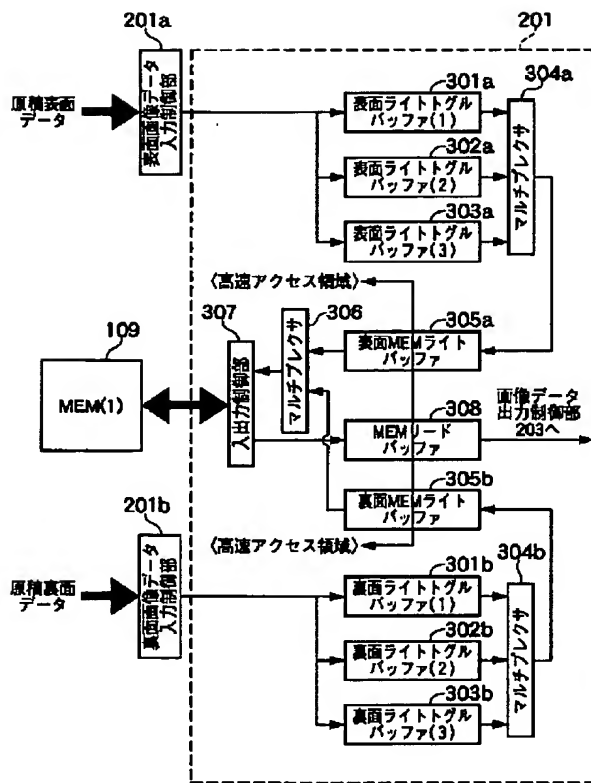 201a
201
原稿表面
データ
表面画像データ
入力制御部
304a
301a
表面ライトトグル
バッファ(1)
302a
表面ライトトグル
バッファ(2)
303a
表面ライトトグル
バッファ(3)
マルチプレクサ
〈高速アクセス領域〉
306
307
マルチプレクサ
入出力制御部
305a
表面MEMライト
バッファ
109
MEM(1)
308
MEMリード
バッファ
画像データ
出力制御部
203へ
305b
裏面MEMライト
バッファ
201b
〈高速アクセス領域〉
原稿裏面
データ
裏面画像データ
入力制御部
304b
301b
裏面ライトトグル
バッファ(1)
302b
裏面ライトトグル
バッファ(2)
303b
裏面ライトトグル
バッファ(3)
マルチプレクサ